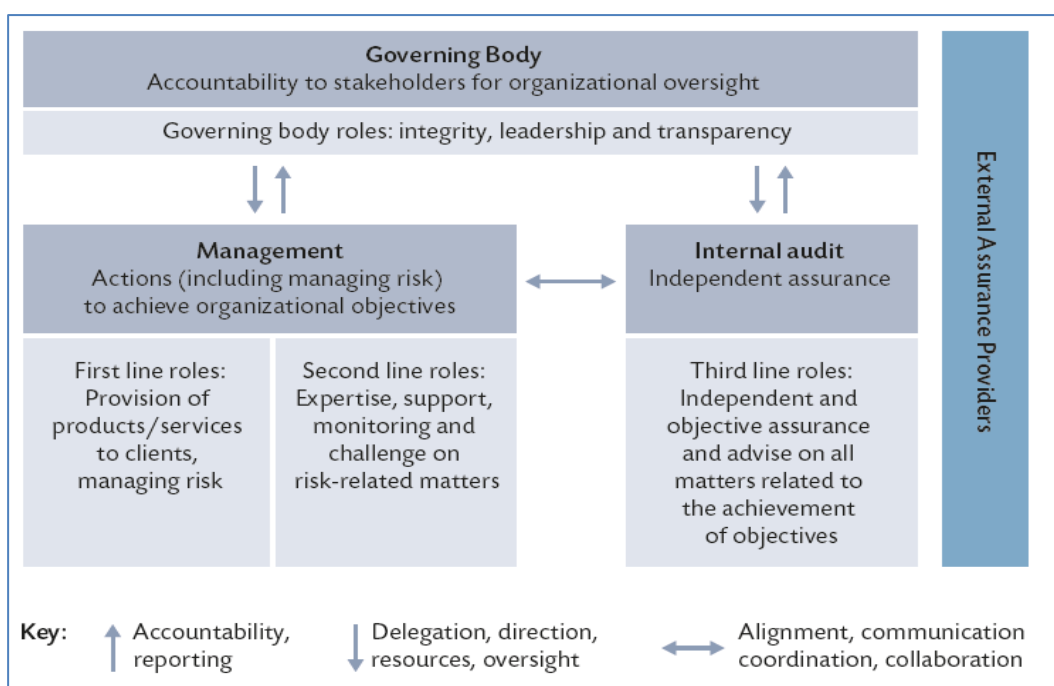 Governing Body
Accountability to stakeholders for organizational oversight
Governing body roles: integrity, leadership and transparency
Management
Actions (including managing risk)
to achieve organizational objectives
Internal audit
Independent assurance
First line roles:
Provision of
products/services
to clients,
managing risk
Second line roles:
Expertise, support,
monitoring and
challenge on
risk-related matters
Third line roles:
Independent and
objective assurance
and advise on all
matters related to
the achievement
of objectives
External Assurance Providers
Key:
Accountability,
reporting
Delegation, direction,
resources, oversight
Alignment, communication
coordination, collaboration